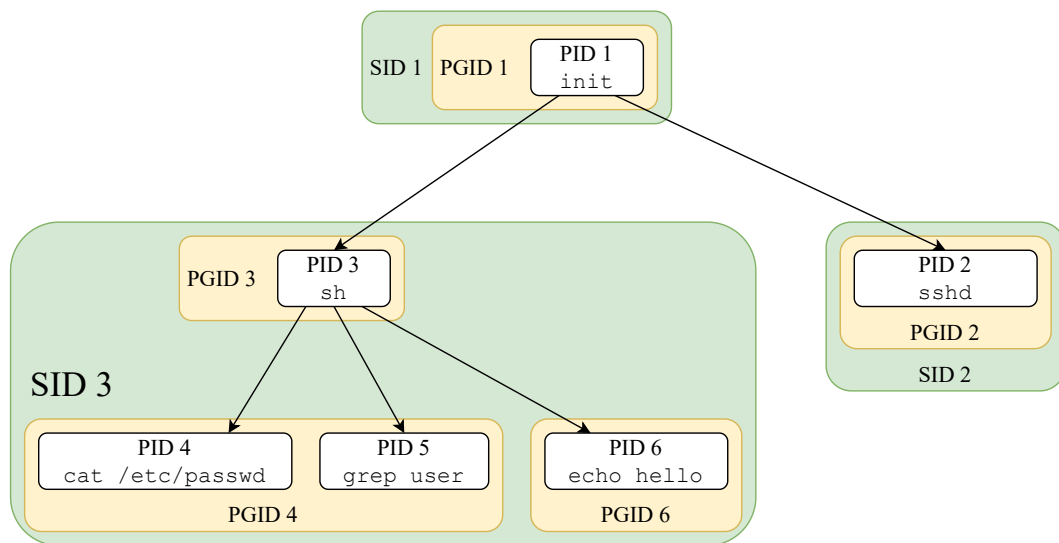 SID 1
PGID 1
PID 1
init
PGID 3
PID 3
sh
PID 2
sshd
PGID 2
SID 2
SID 3
PID 4
cat /etc/passwd
PID 5
grep user
PGID 4
PID 6
echo hello
PGID 6